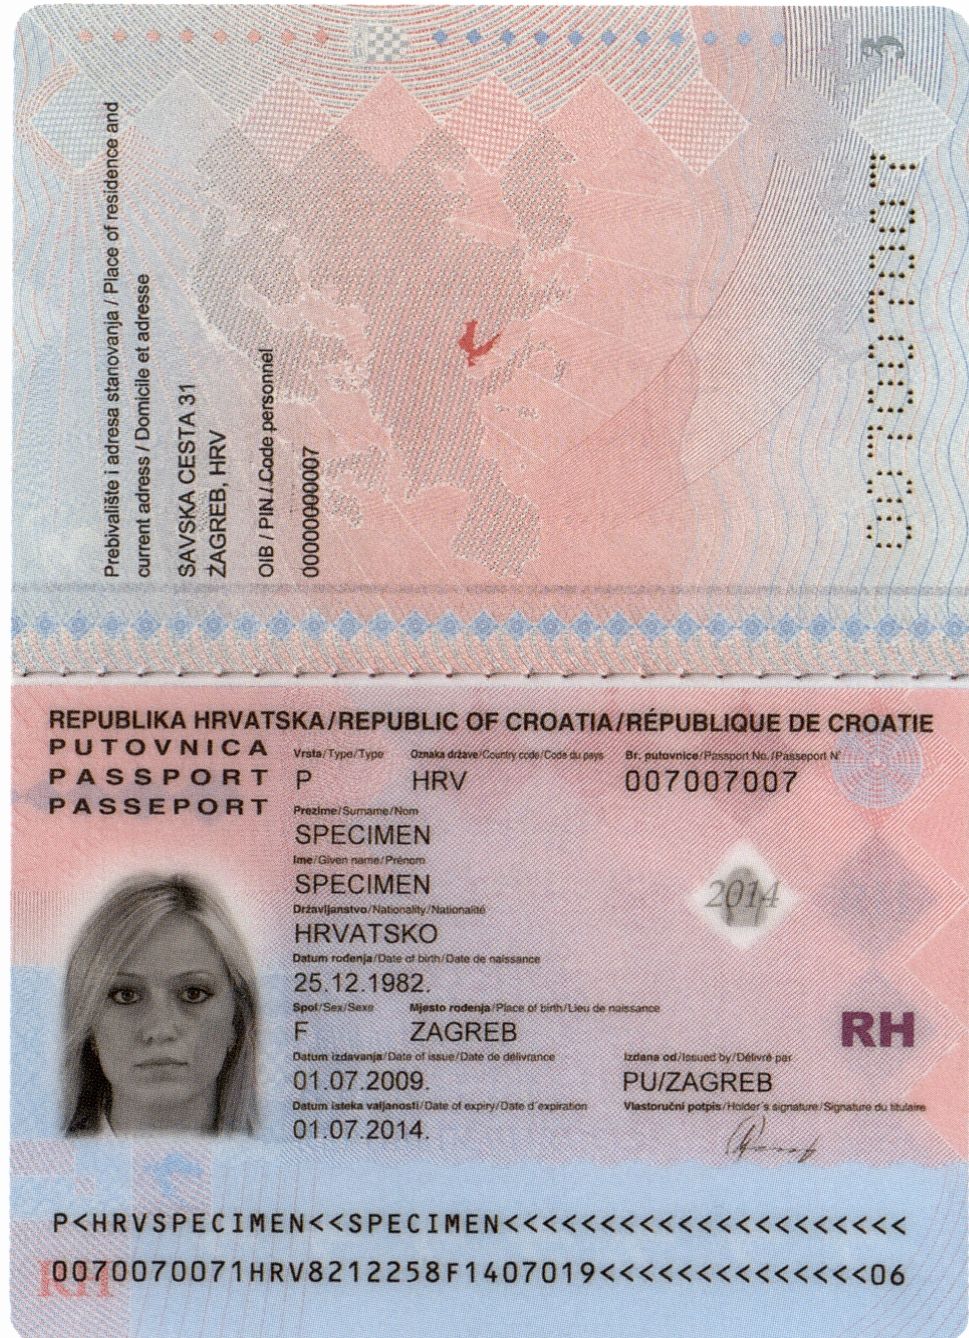 Prebivalište i adresa stanovanja / Place of residence and
current adress / Domicile et adresse
SAVSKA CESTA 31
ZAGREB, HRV
OIB / PIN / Code personnel
00000000007
007007007
3
REPUBLIKA HRVATSKA/REPUBLIC OF CROATIA/RÉPUBLIQUE DE CROATIE
PUTOVNICA
PASSPORT
PASSEPORT
Vrsta/Type/Type Oznaka države/Country code/Code du pays Br. putovnice/Passport No./Passeport N°
P HRV 007007007
Prezime/Surname/Nom
SPECIMEN
Ime/Given name/Prénom
SPECIMEN
Državljanstvo/Nationality/Nationalité
HRVATSKO
Datum rođenja/Date of birth/Date de naissance
25.12.1982.
Spol/Sex/Sexe Mjesto rođenja/Place of birth/Lieu de naissance
F ZAGREB
Datum izdavanja/Date of issue/Date de délivrance Izdana od/Issued by/Délivré par
01.07.2009. PU/ZAGREB
Datum isteka valjanosti/Date of expiry/Date d'expiration Vlastoručni potpis/Holder's signature/Signature du titulaire
01.07.2014.
2014
RH
P<HRVSPECIMEN<<SPECIMEN<<<<<<<<<<<<<<<<<<<<<
0070070071HRV8212258F1407019<<<<<<<<<<<<<<06
RH